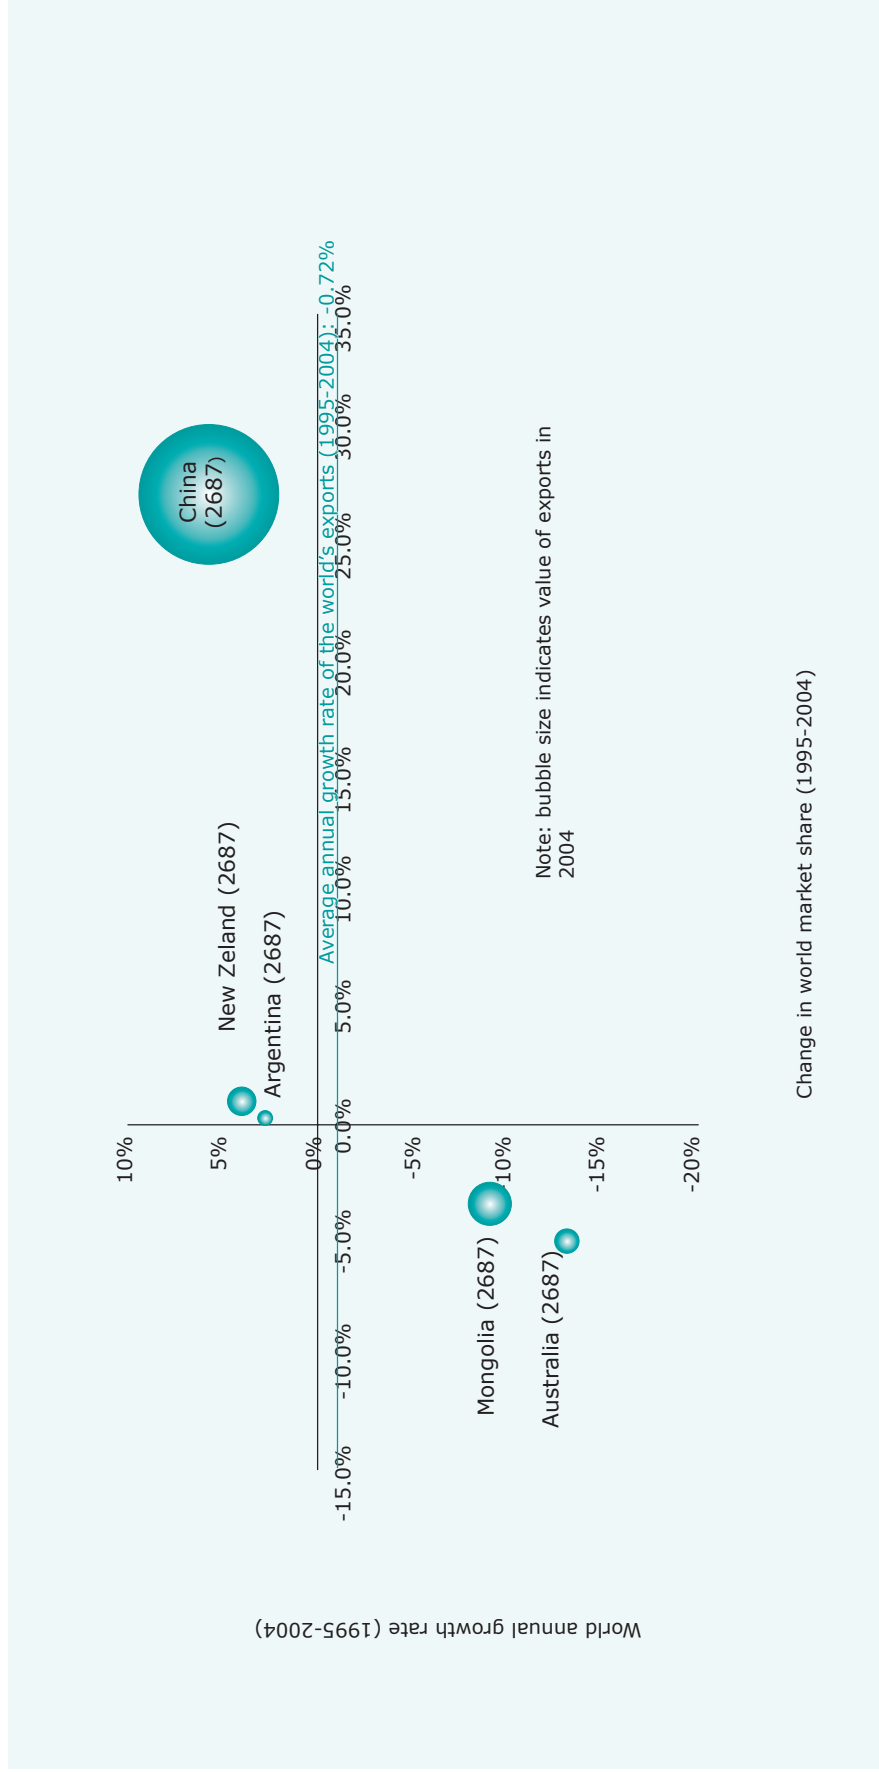 World annual growth rate (1995-2004)
10%
5%
0%
-5%
-10%
-15%
-20%
China
(2687)
New Zeland (2687)
Argentina (2687)
Average annual growth rate of the world's exports (1995-2004): -0.72%
-15.0%
-10.0%
-5.0%
0.0%
5.0%
10.0%
15.0%
20.0%
25.0%
30.0%
35.0%
Mongolia (2687)
Australia (2687)
Note: bubble size indicates value of exports in
2004
Change in world market share (1995-2004)